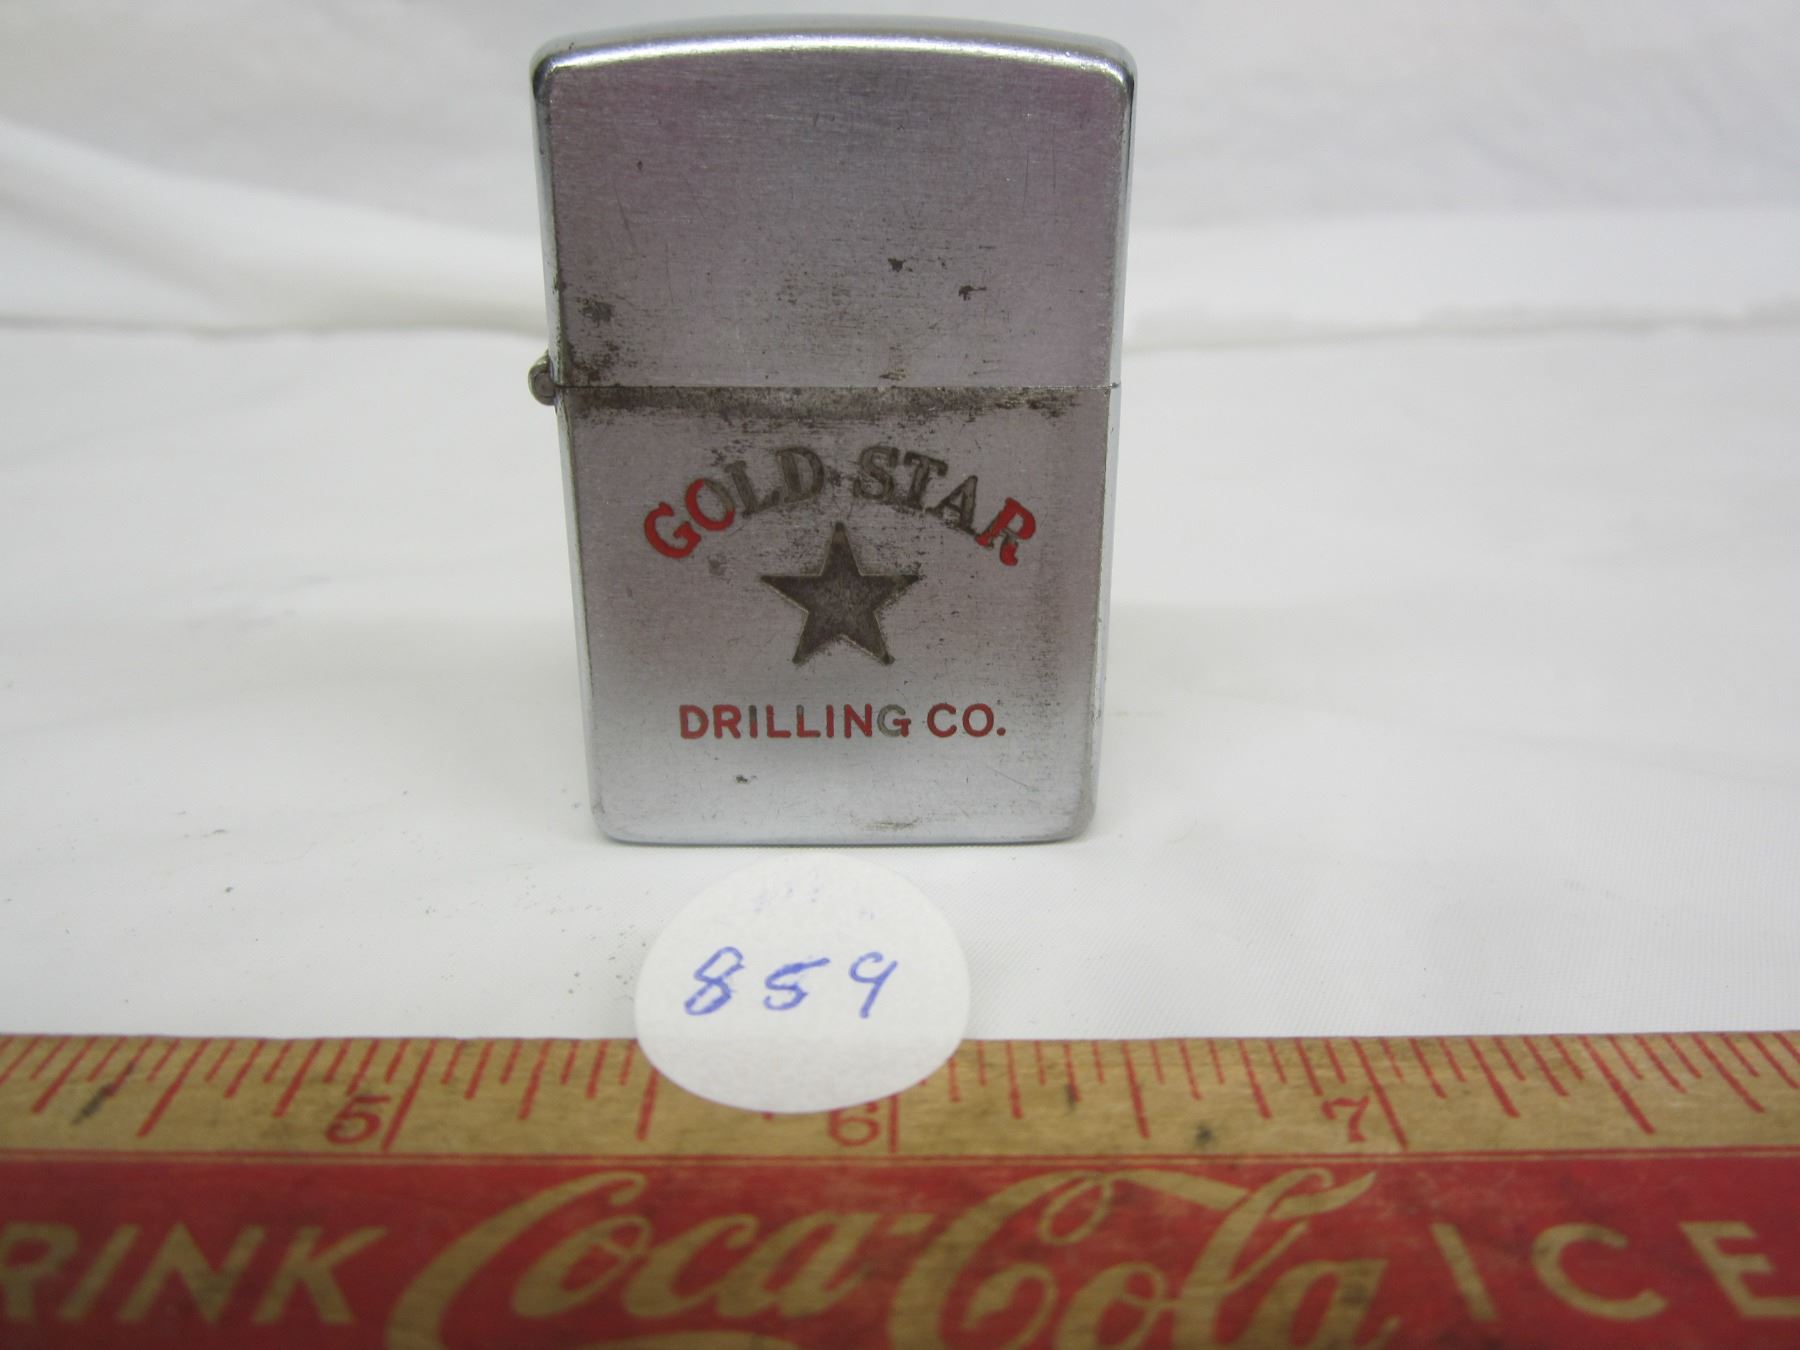 GOLD STAR
DRILLING CO.
859
5 6 7
RINK Coca-Cola ICE